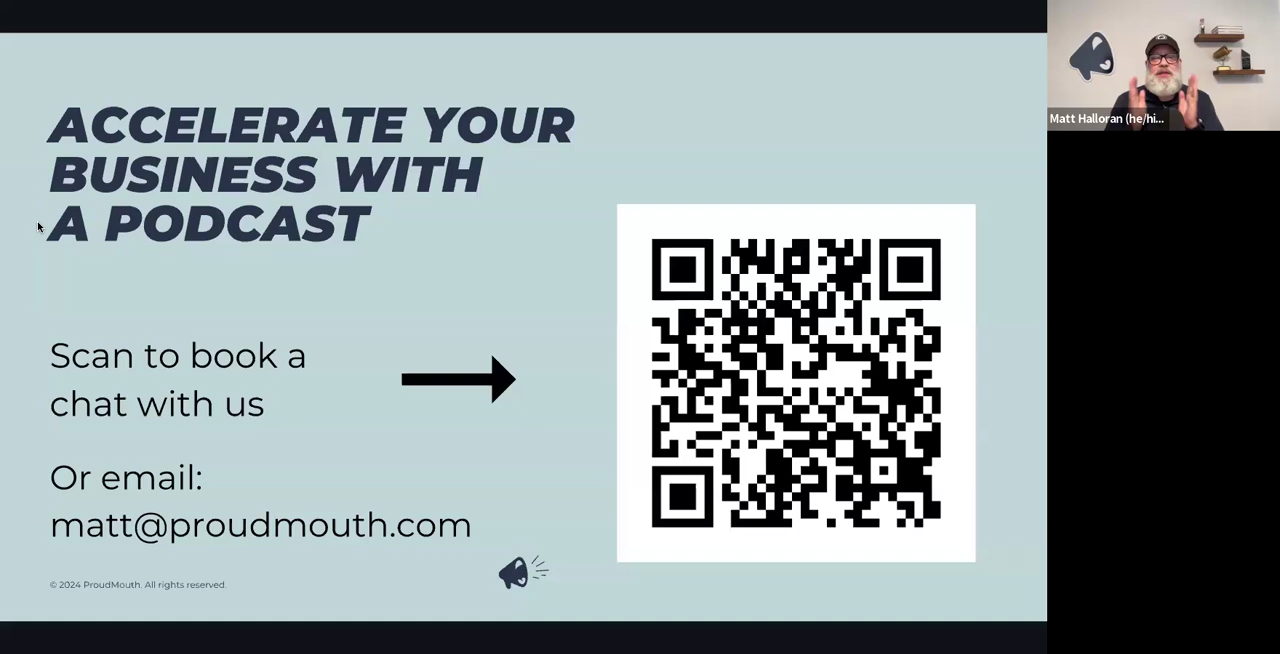 ACCELERATE YOUR
BUSINESS WITH
A PODCAST
Scan to book a
chat with us
Or email:
matt@proudmouth.com
© 2024 ProudMouth. All rights reserved.
Matt Halloran (he/hi...